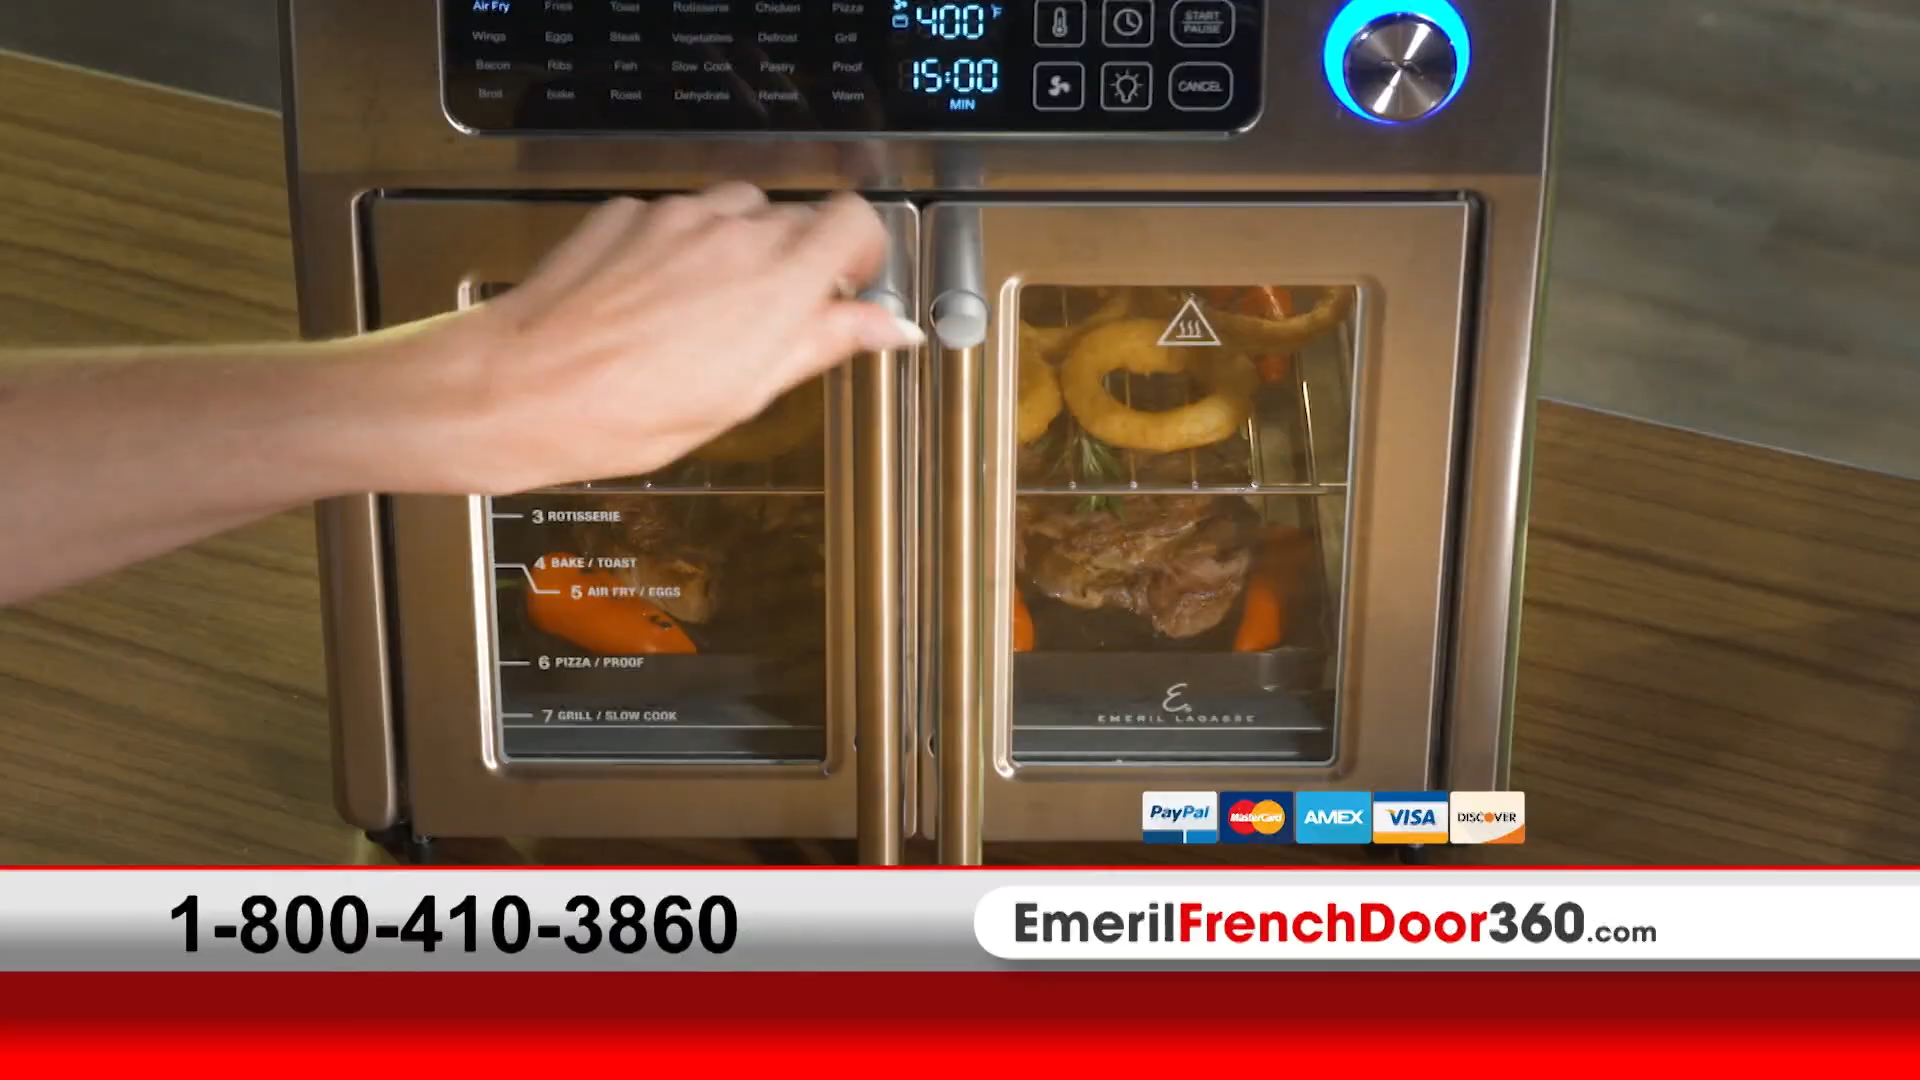 Air Fry Fries Toast Rotisserie Chicken Pizza
Wings Eggs Steak Vegetables Defrost Grill
Bacon Ribs Fish Slow Cook Pastry Proof
Broil Bake Roast Dehydrate Reheat Warm
400°F
15:00
MIN
START
PAUSE
CANCEL
3 ROTISSERIE
4 BAKE / TOAST
5 AIR FRY / EGGS
6 PIZZA / PROOF
7 GRILL / SLOW COOK
E
EMERIL LAGASSE
PayPal MasterCard AMEX VISA DISCOVER
1-800-410-3860
EmerilFrenchDoor360.com